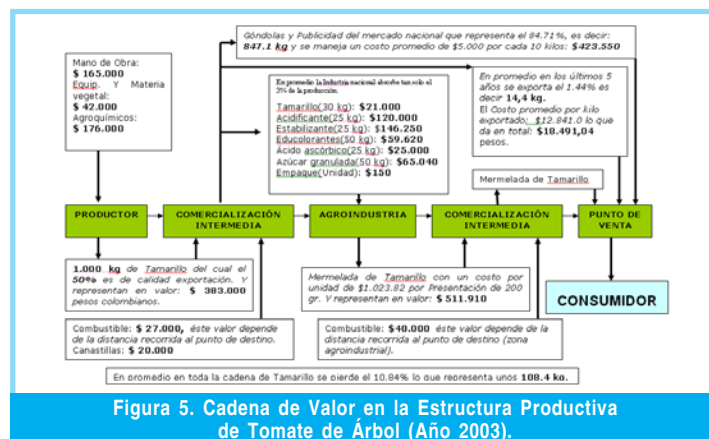 Góndolas y Publicidad del mercado nacional que representa el 84.71%, es decir:
847.1 kg y se maneja un costo promedio de $5.000 por cada 10 kilos: $423.550
Mano de Obra:
$ 165.000
Equip. Y Materia
vegetal:
$ 42.000
Agroquímicos:
$ 176.000
En promedio la Industria nacional absorbe tan solo el
3% de la producción.
Tamarillo(30 kg): $21.000
Acidificante(25 kg): $120.000
Estabilizante(25 kg): $146.250
Educolorantes(50 kg): $59.620
Ácido ascórbico(25 kg): $25.000
Azúcar granulada(50 kg): $65.040
Empaque(Unidad): $150
En promedio en los últimos 5
años se exporta el 1.44% es
decir 14,4 kg.
El Costo promedio por kilo
exportado: $12.841.0 lo que
da en total: $18.491,04
pesos.
Mermelada de Tamarillo
PRODUCTOR
COMERCIALIZACIÓN
INTERMEDIA
AGROINDUSTRIA
COMERCIALIZACIÓN
INTERMEDIA
PUNTO DE
VENTA
1.000 kg de Tamarillo del cual el
50% es de calidad exportación. Y
representan en valor: $ 383.000
pesos colombianos.
Mermelada de Tamarillo con un costo por
unidad de $1.023.82 por Presentación de 200
gr. Y representan en valor: $ 511.910
CONSUMIDOR
Combustible: $ 27.000, éste valor depende
de la distancia recorrida al punto de destino.
Canastillas: $ 20.000
Combustible: $40.000 éste valor depende de la
distancia recorrida al punto de destino (zona
agroindustrial).
En promedio en toda la cadena de Tamarillo se pierde el 10.84% lo que representa unos 108.4 kg.
Figura 5. Cadena de Valor en la Estructura Productiva
de Tomate de Árbol (Año 2003).